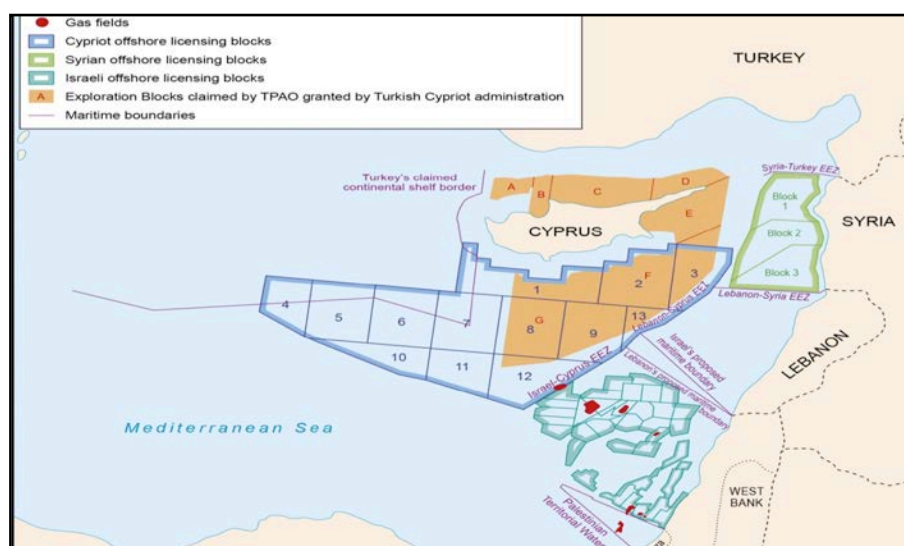 Gas fields
Cypriot offshore licensing blocks
Syrian offshore licensing blocks
Israeli offshore licensing blocks
A Exploration Blocks claimed by TPAO granted by Turkish Cypriot administration
Maritime boundaries
TURKEY
Turkey's claimed
continental shelf border
Syria-Turkey EEZ
A
B
C
D
E
Block
1
Block 2
Block 3
SYRIA
CYPRUS
Lebanon-Syria EEZ
1
2
F
3
4
5
6
7
8
G
9
13
10
11
12
Lebanon-Cyprus EEZ
Israel-Cyprus EEZ
Israel's proposed
maritime boundary
Lebanon's proposed maritime
boundary
LEBANON
Mediterranean Sea
WEST
BANK
Palestinian
Territorial Water